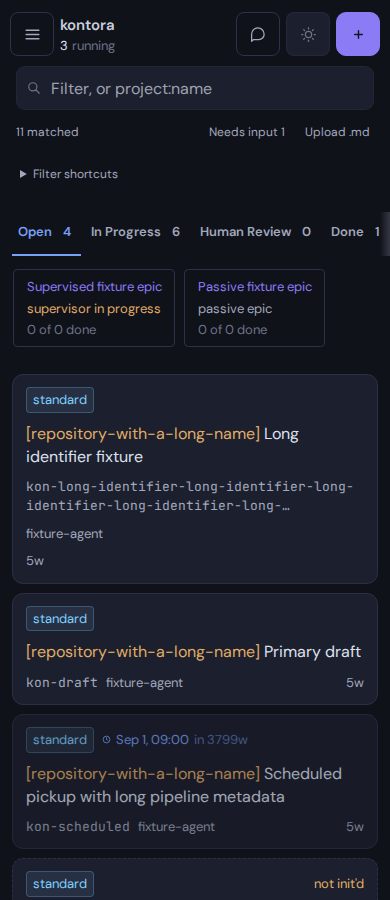 kontora
3 running
+
Filter, or project:name
11 matched
Needs input 1
Upload .md
Filter shortcuts
Open 4
In Progress 6
Human Review 0
Done 1
Supervised fixture epic
supervisor in progress
0 of 0 done
Passive fixture epic
passive epic
0 of 0 done
standard
[repository-with-a-long-name] Long
identifier fixture
kon-long-identifier-long-identifier-long-
identifier-long-identifier-long-…
fixture-agent
5w
standard
[repository-with-a-long-name] Primary draft
kon-draft fixture-agent 5w
standard Sep 1, 09:00 in 3799w
[repository-with-a-long-name] Scheduled
pickup with long pipeline metadata
kon-scheduled fixture-agent 5w
standard not init'd